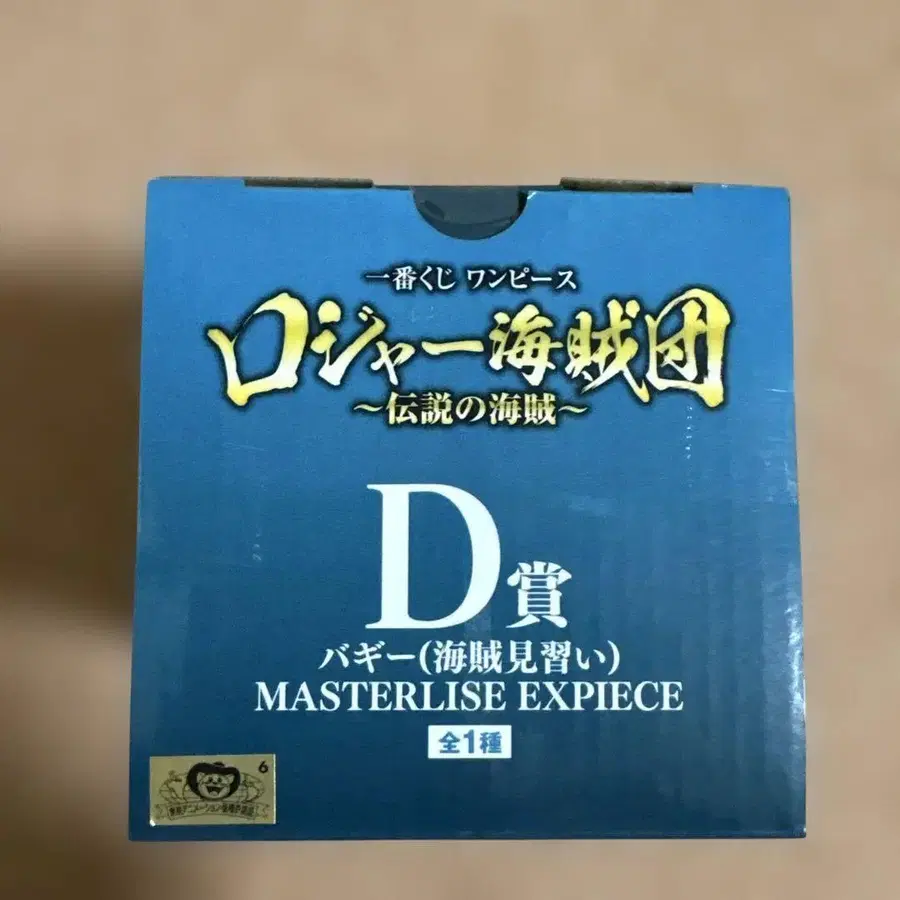 一番くじ ワンピース
ロジャー海賊団
～伝説の海賊～
D賞
バギー(海賊見習い)
MASTERLISE EXPIECE
全1種
6